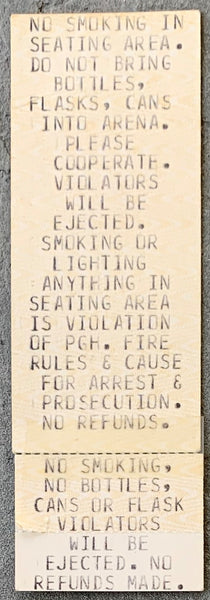 NO SMOKING IN
SEATING AREA.
DO NOT BRING
BOTTLES,
FLASKS, CANS
INTO ARENA.
PLEASE
COOPERATE.
VIOLATORS
WILL BE
EJECTED.
SMOKING OR
LIGHTING
ANYTHING IN
SEATING AREA
IS VIOLATION
OF PGH. FIRE
RULES & CAUSE
FOR ARREST &
PROSECUTION.
NO REFUNDS.
NO SMOKING,
NO BOTTLES,
CANS OR FLASK
VIOLATORS
WILL BE
EJECTED. NO
REFUNDS MADE.